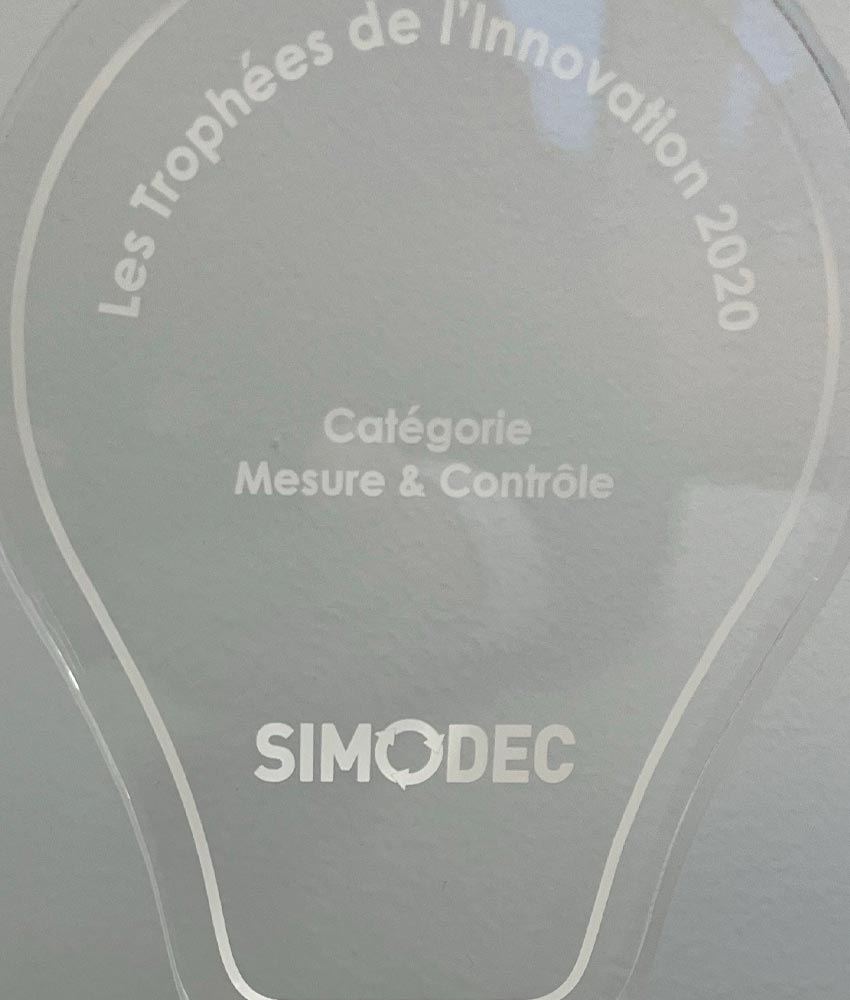 Les Trophées de l'Innovation 2020
Catégorie
Mesure & Contrôle
SIMODEC